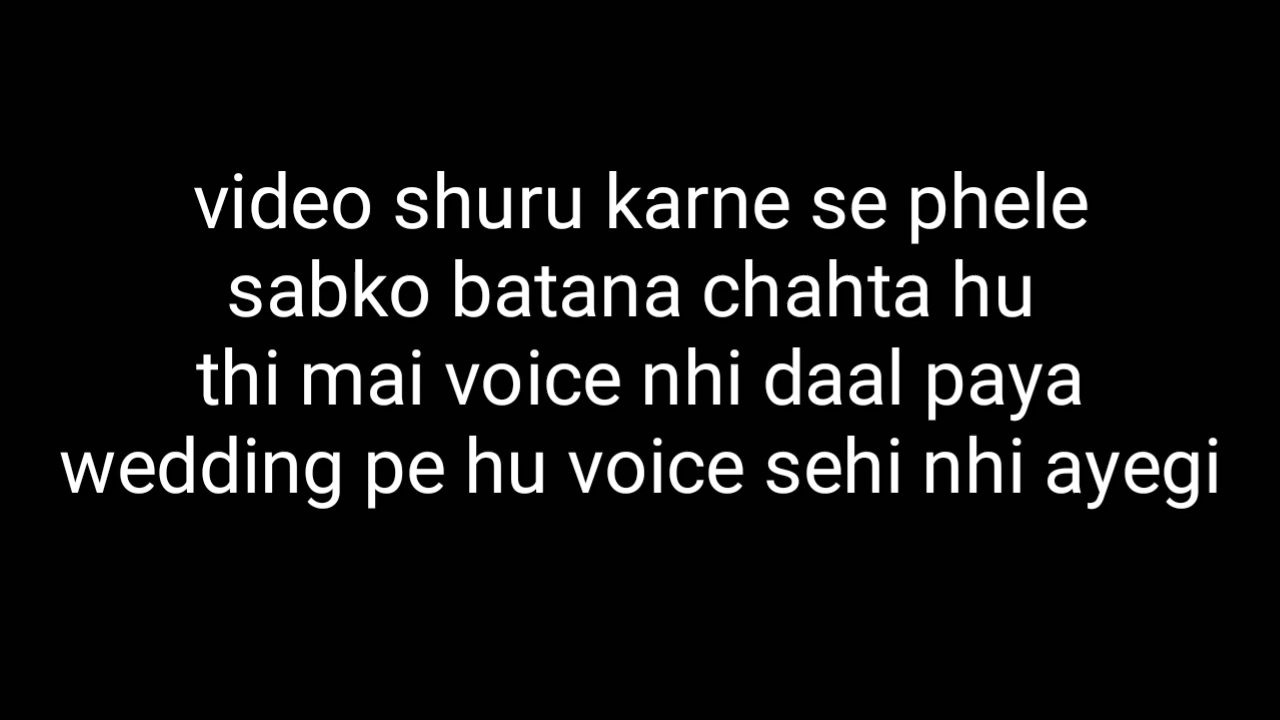 video shuru karne se phele
sabko batana chahta hu
thi mai voice nhi daal paya
wedding pe hu voice sehi nhi ayegi